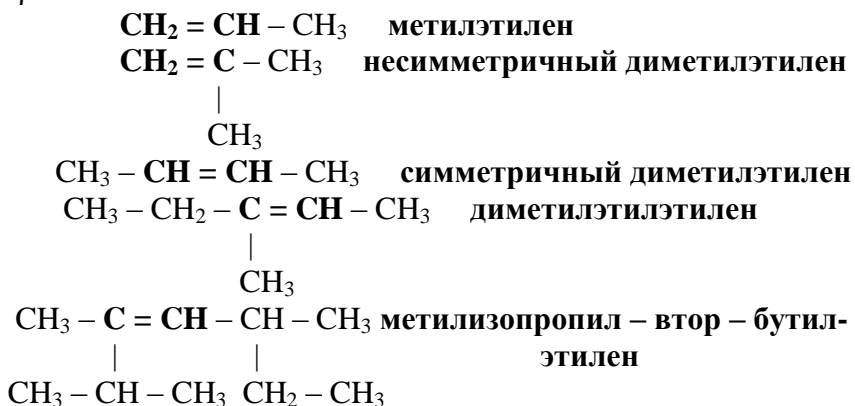 CH₂ = CH – CH₃ метилэтилен
CH₂ = C – CH₃ несимметричный диметилэтилен
|
CH₃
CH₃ – CH = CH – CH₃ симметричный диметилэтилен
CH₃ – CH₂ – C = CH – CH₃ диметилэтилэтилен
|
CH₃
CH₃ – C = CH – CH – CH₃ метилизопропил – втор – бутил-
| | этилен
CH₃ – CH – CH₃ CH₂ – CH₃